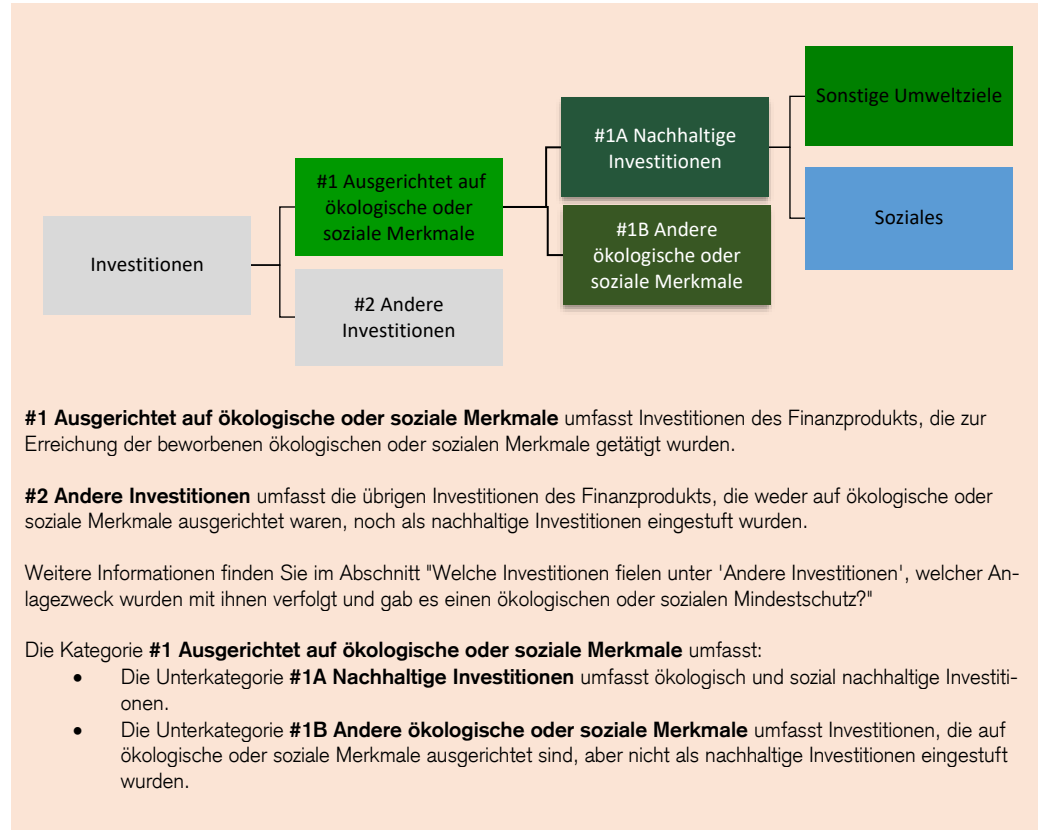 Sonstige Umweltziele
#1A Nachhaltige
Investitionen
#1 Ausgerichtet auf
ökologische oder
soziale Merkmale
Soziales
#1B Andere
ökologische oder
soziale Merkmale
Investitionen
#2 Andere
Investitionen
#1 Ausgerichtet auf ökologische oder soziale Merkmale umfasst Investitionen des Finanzprodukts, die zur
Erreichung der beworbenen ökologischen oder sozialen Merkmale getätigt wurden.
#2 Andere Investitionen umfasst die übrigen Investitionen des Finanzprodukts, die weder auf ökologische oder
soziale Merkmale ausgerichtet waren, noch als nachhaltige Investitionen eingestuft wurden.
Weitere Informationen finden Sie im Abschnitt "Welche Investitionen fielen unter 'Andere Investitionen', welcher An-
lagezweck wurden mit ihnen verfolgt und gab es einen ökologischen oder sozialen Mindestschutz?"
Die Kategorie #1 Ausgerichtet auf ökologische oder soziale Merkmale umfasst:
• Die Unterkategorie #1A Nachhaltige Investitionen umfasst ökologisch und sozial nachhaltige Investiti-
onen.
• Die Unterkategorie #1B Andere ökologische oder soziale Merkmale umfasst Investitionen, die auf
ökologische oder soziale Merkmale ausgerichtet sind, aber nicht als nachhaltige Investitionen eingestuft
wurden.